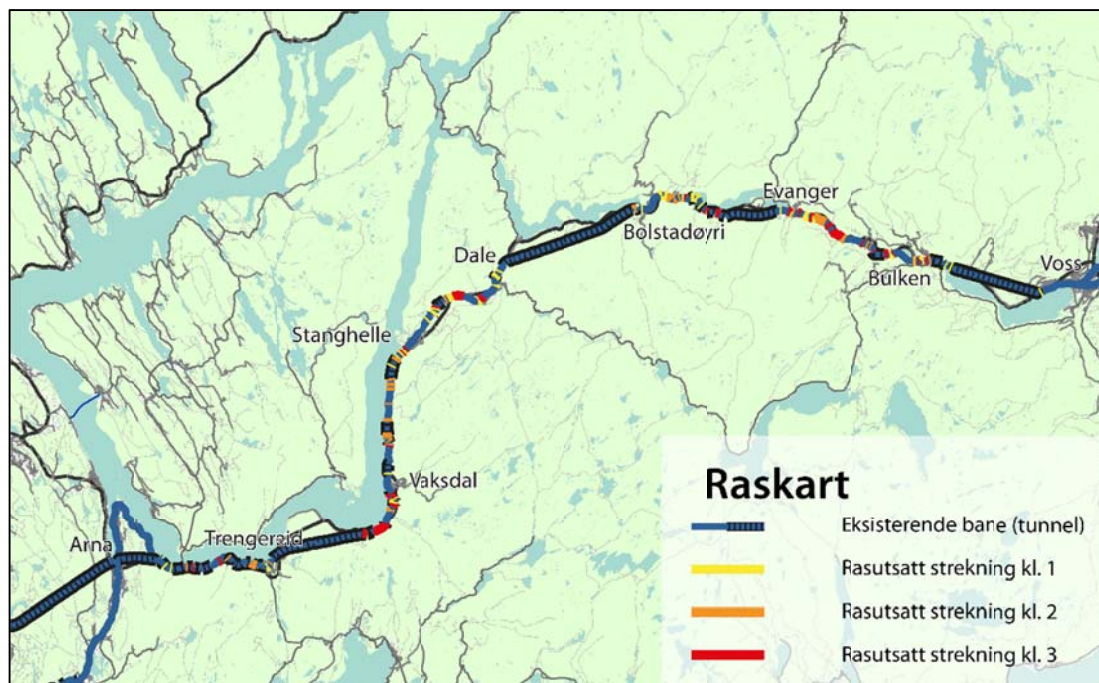 Evanger
Bolstadøyri
Dale
Voss
Bulken
Stanghelle
Vaksdal
Trengereid
Arna
Raskart
Eksisterende bane (tunnel)
Rasutsatt strekning kl. 1
Rasutsatt strekning kl. 2
Rasutsatt strekning kl. 3